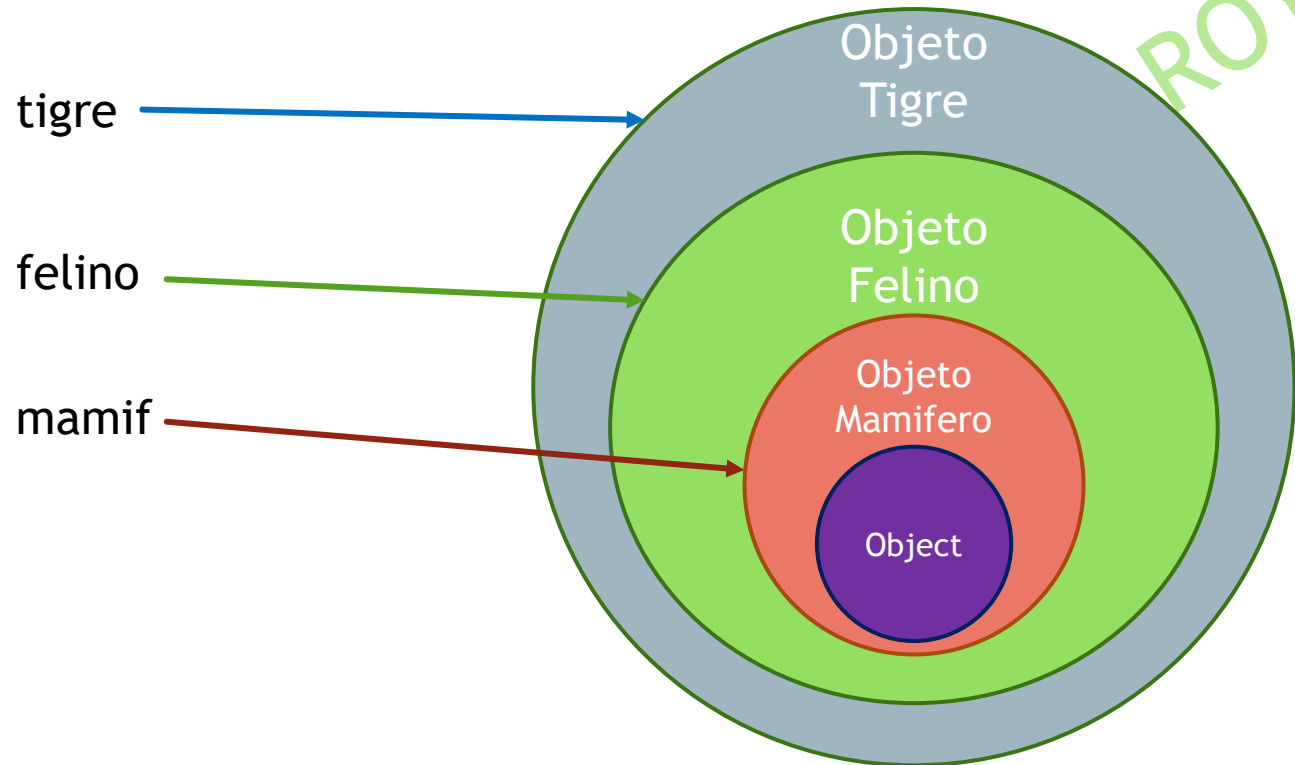 Objeto
Tigre
tigre
Objeto
Felino
felino
Objeto
Mamifero
mamif
Object